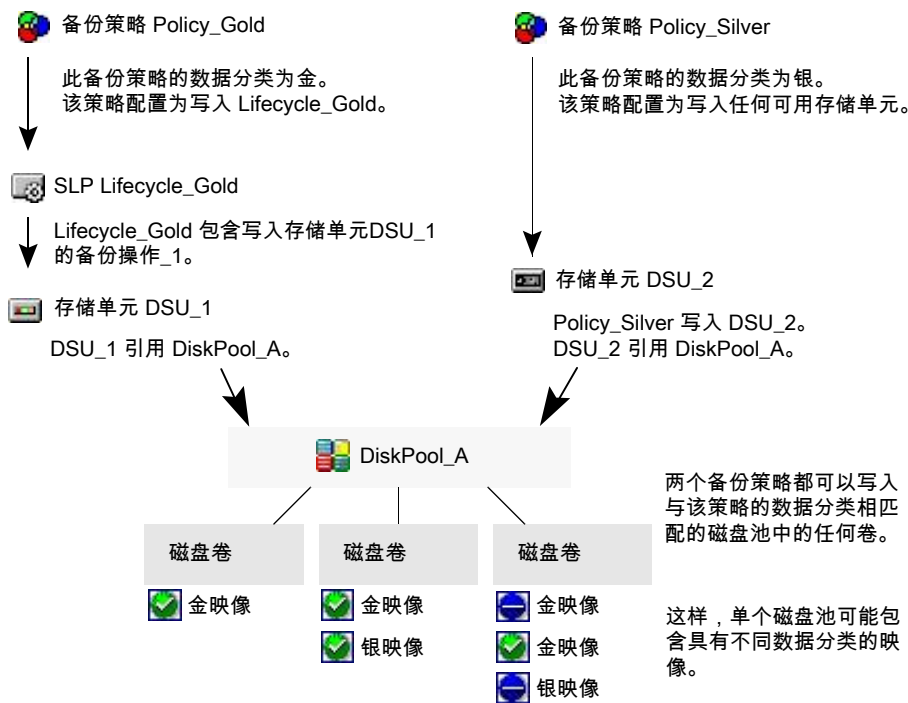 备份策略 Policy_Gold
此备份策略的数据分类为金。
该策略配置为写入 Lifecycle_Gold。
SLP Lifecycle_Gold
Lifecycle_Gold 包含写入存储单元DSU_1
的备份操作_1。
存储单元 DSU_1
DSU_1 引用 DiskPool_A。
备份策略 Policy_Silver
此备份策略的数据分类为银。
该策略配置为写入任何可用存储单元。
存储单元 DSU_2
Policy_Silver 写入 DSU_2。
DSU_2 引用 DiskPool_A。
DiskPool_A
两个备份策略都可以写入
与该策略的数据分类相匹
配的磁盘池中的任何卷。
磁盘卷
金映像
磁盘卷
金映像
银映像
磁盘卷
金映像
金映像
银映像
这样，单个磁盘池可能包
含具有不同数据分类的映
像。